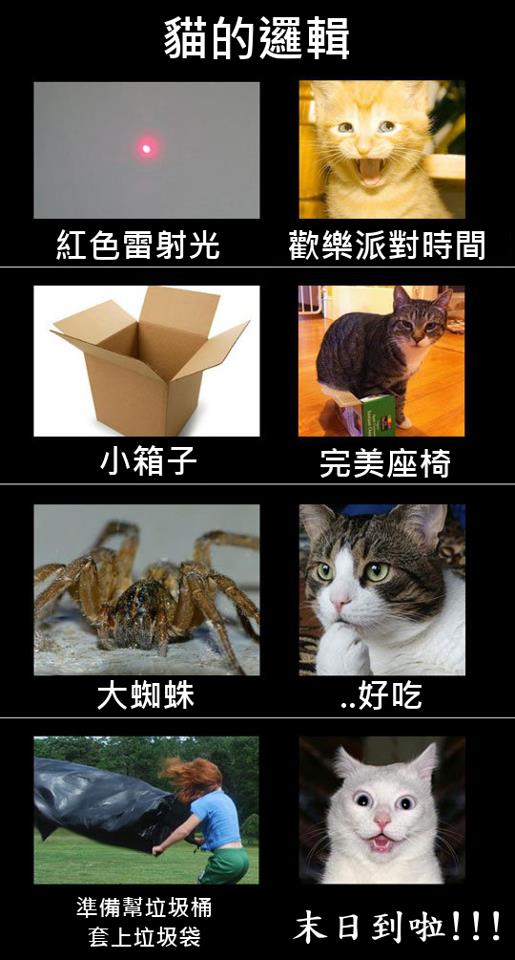 貓的邏輯
紅色雷射光
歡樂派對時間
小箱子
完美座椅
大蜘蛛
..好吃
準備幫垃圾桶
套上垃圾袋
末日到啦!!!